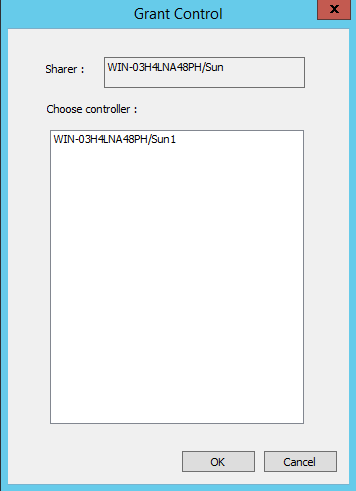 Grant Control
x
Sharer :
WIN-03H4LNA48PH/Sun
Choose controller :
WIN-03H4LNA48PH/Sun1
OK
Cancel